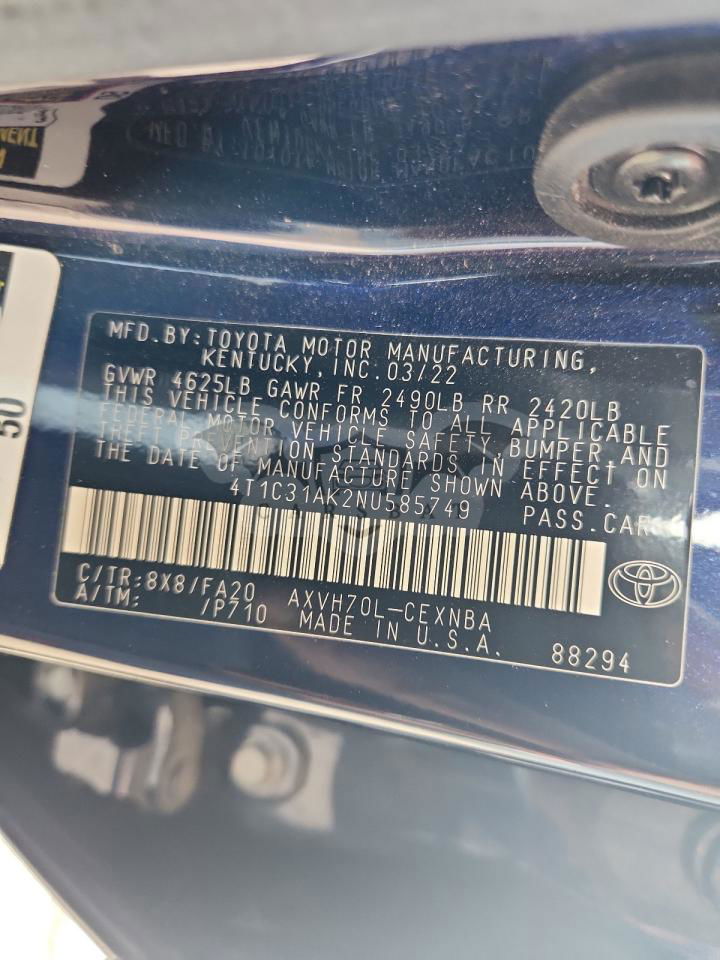 MFD.BY:TOYOTA MOTOR MANUFACTURING,
KENTUCKY, INC. 03/22
GVWR 4625LB GAWR FR 2490LB RR 2420LB
THIS VEHICLE CONFORMS TO ALL APPLICABLE
FEDERAL MOTOR VEHICLE SAFETY,BUMPER AND
THEFT PREVENTION STANDARDS IN EFFECT ON
THE DATE OF MANUFACTURE SHOWN ABOVE.
4T1C31AK2NU585749 PASS.CAR
C/TR:8X8/FA20 AXVH70L-CEXNBA
A/TM: /P710 MADE IN U.S.A. 88294
50